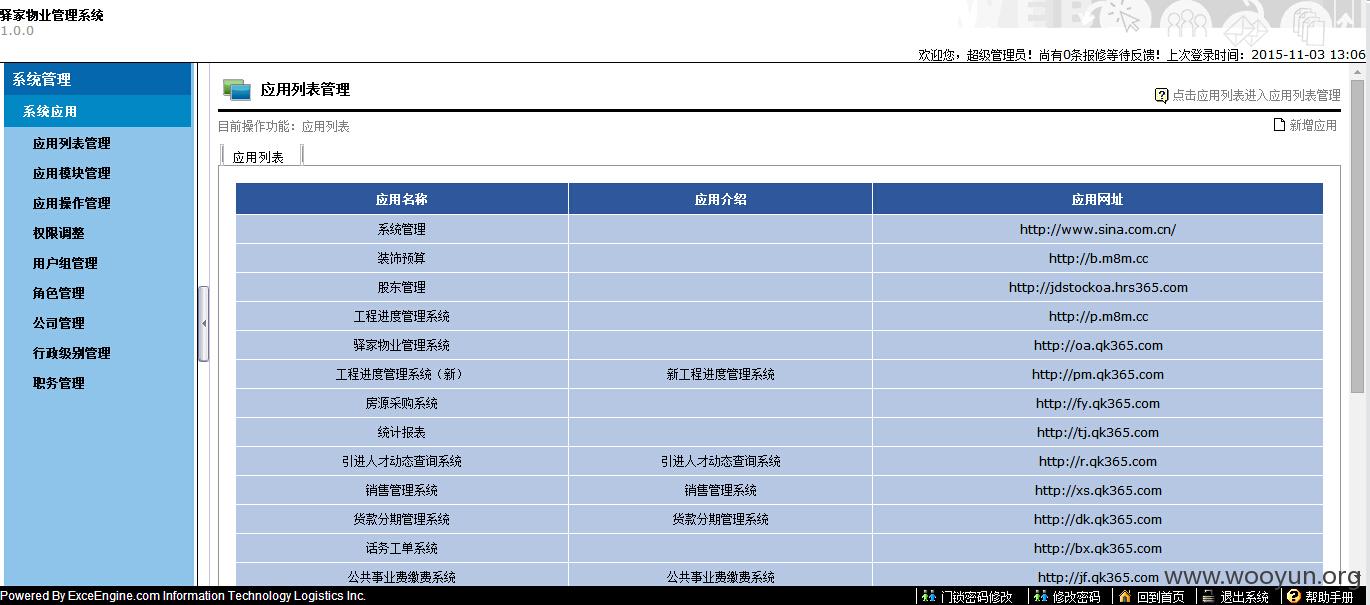 驿家物业管理系统
1.0.0
欢迎您，超级管理员！尚有0条报修等待反馈！上次登录时间：2015-11-03 13:06
系统管理
系统应用
应用列表管理
应用模块管理
应用操作管理
权限调整
用户组管理
角色管理
公司管理
行政级别管理
职务管理
应用列表管理
点击应用列表进入应用列表管理
目前操作功能：应用列表
新增应用
应用列表
应用名称 应用介绍 应用网址
系统管理 http://www.sina.com.cn/
装饰预算 http://b.m8m.cc
股东管理 http://jdstockoa.hrs365.com
工程进度管理系统 http://p.m8m.cc
驿家物业管理系统 http://oa.qk365.com
工程进度管理系统（新） 新工程进度管理系统 http://pm.qk365.com
房源采购系统 http://fy.qk365.com
统计报表 http://tj.qk365.com
引进人才动态查询系统 引进人才动态查询系统 http://r.qk365.com
销售管理系统 销售管理系统 http://xs.qk365.com
货款分期管理系统 货款分期管理系统 http://dk.qk365.com
话务工单系统 http://bx.qk365.com
公共事业费缴费系统 公共事业费缴费系统 http://jf.qk365.com
www.wooyun.org
Powered By ExceEngine.com Information Technology Logistics Inc.
门锁密码修改 修改密码 回到首页 退出系统 帮助手册